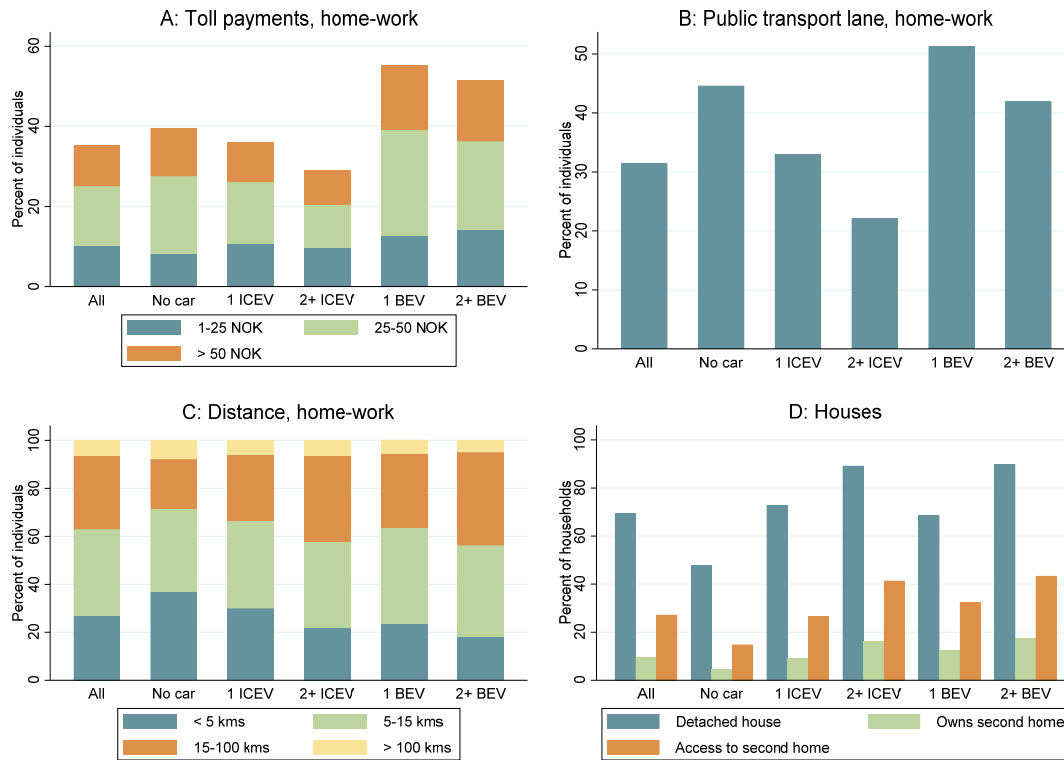 A: Toll payments, home-work
Percent of individuals
60
40
20
0
All No car 1 ICEV 2+ ICEV 1 BEV 2+ BEV
1-25 NOK 25-50 NOK
> 50 NOK
B: Public transport lane, home-work
Percent of individuals
50
40
30
20
10
0
All No car 1 ICEV 2+ ICEV 1 BEV 2+ BEV
C: Distance, home-work
Percent of individuals
100
80
60
40
20
0
All No car 1 ICEV 2+ ICEV 1 BEV 2+ BEV
< 5 kms 5-15 kms
15-100 kms > 100 kms
D: Houses
Percent of households
100
80
60
40
20
0
All No car 1 ICEV 2+ ICEV 1 BEV 2+ BEV
Detached house Owns second home
Access to second home